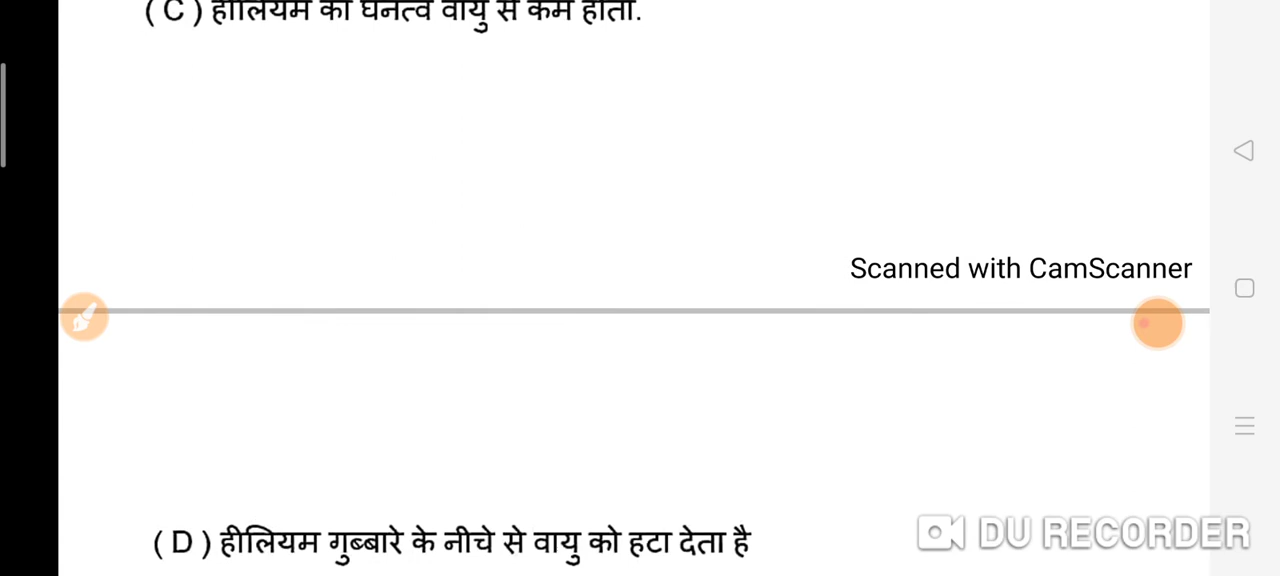 ( C ) हीलियम का घनत्व वायु से कम होता.
Scanned with CamScanner
( D ) हीलियम गुब्बारे के नीचे से वायु को हटा देता है
DU RECORDER